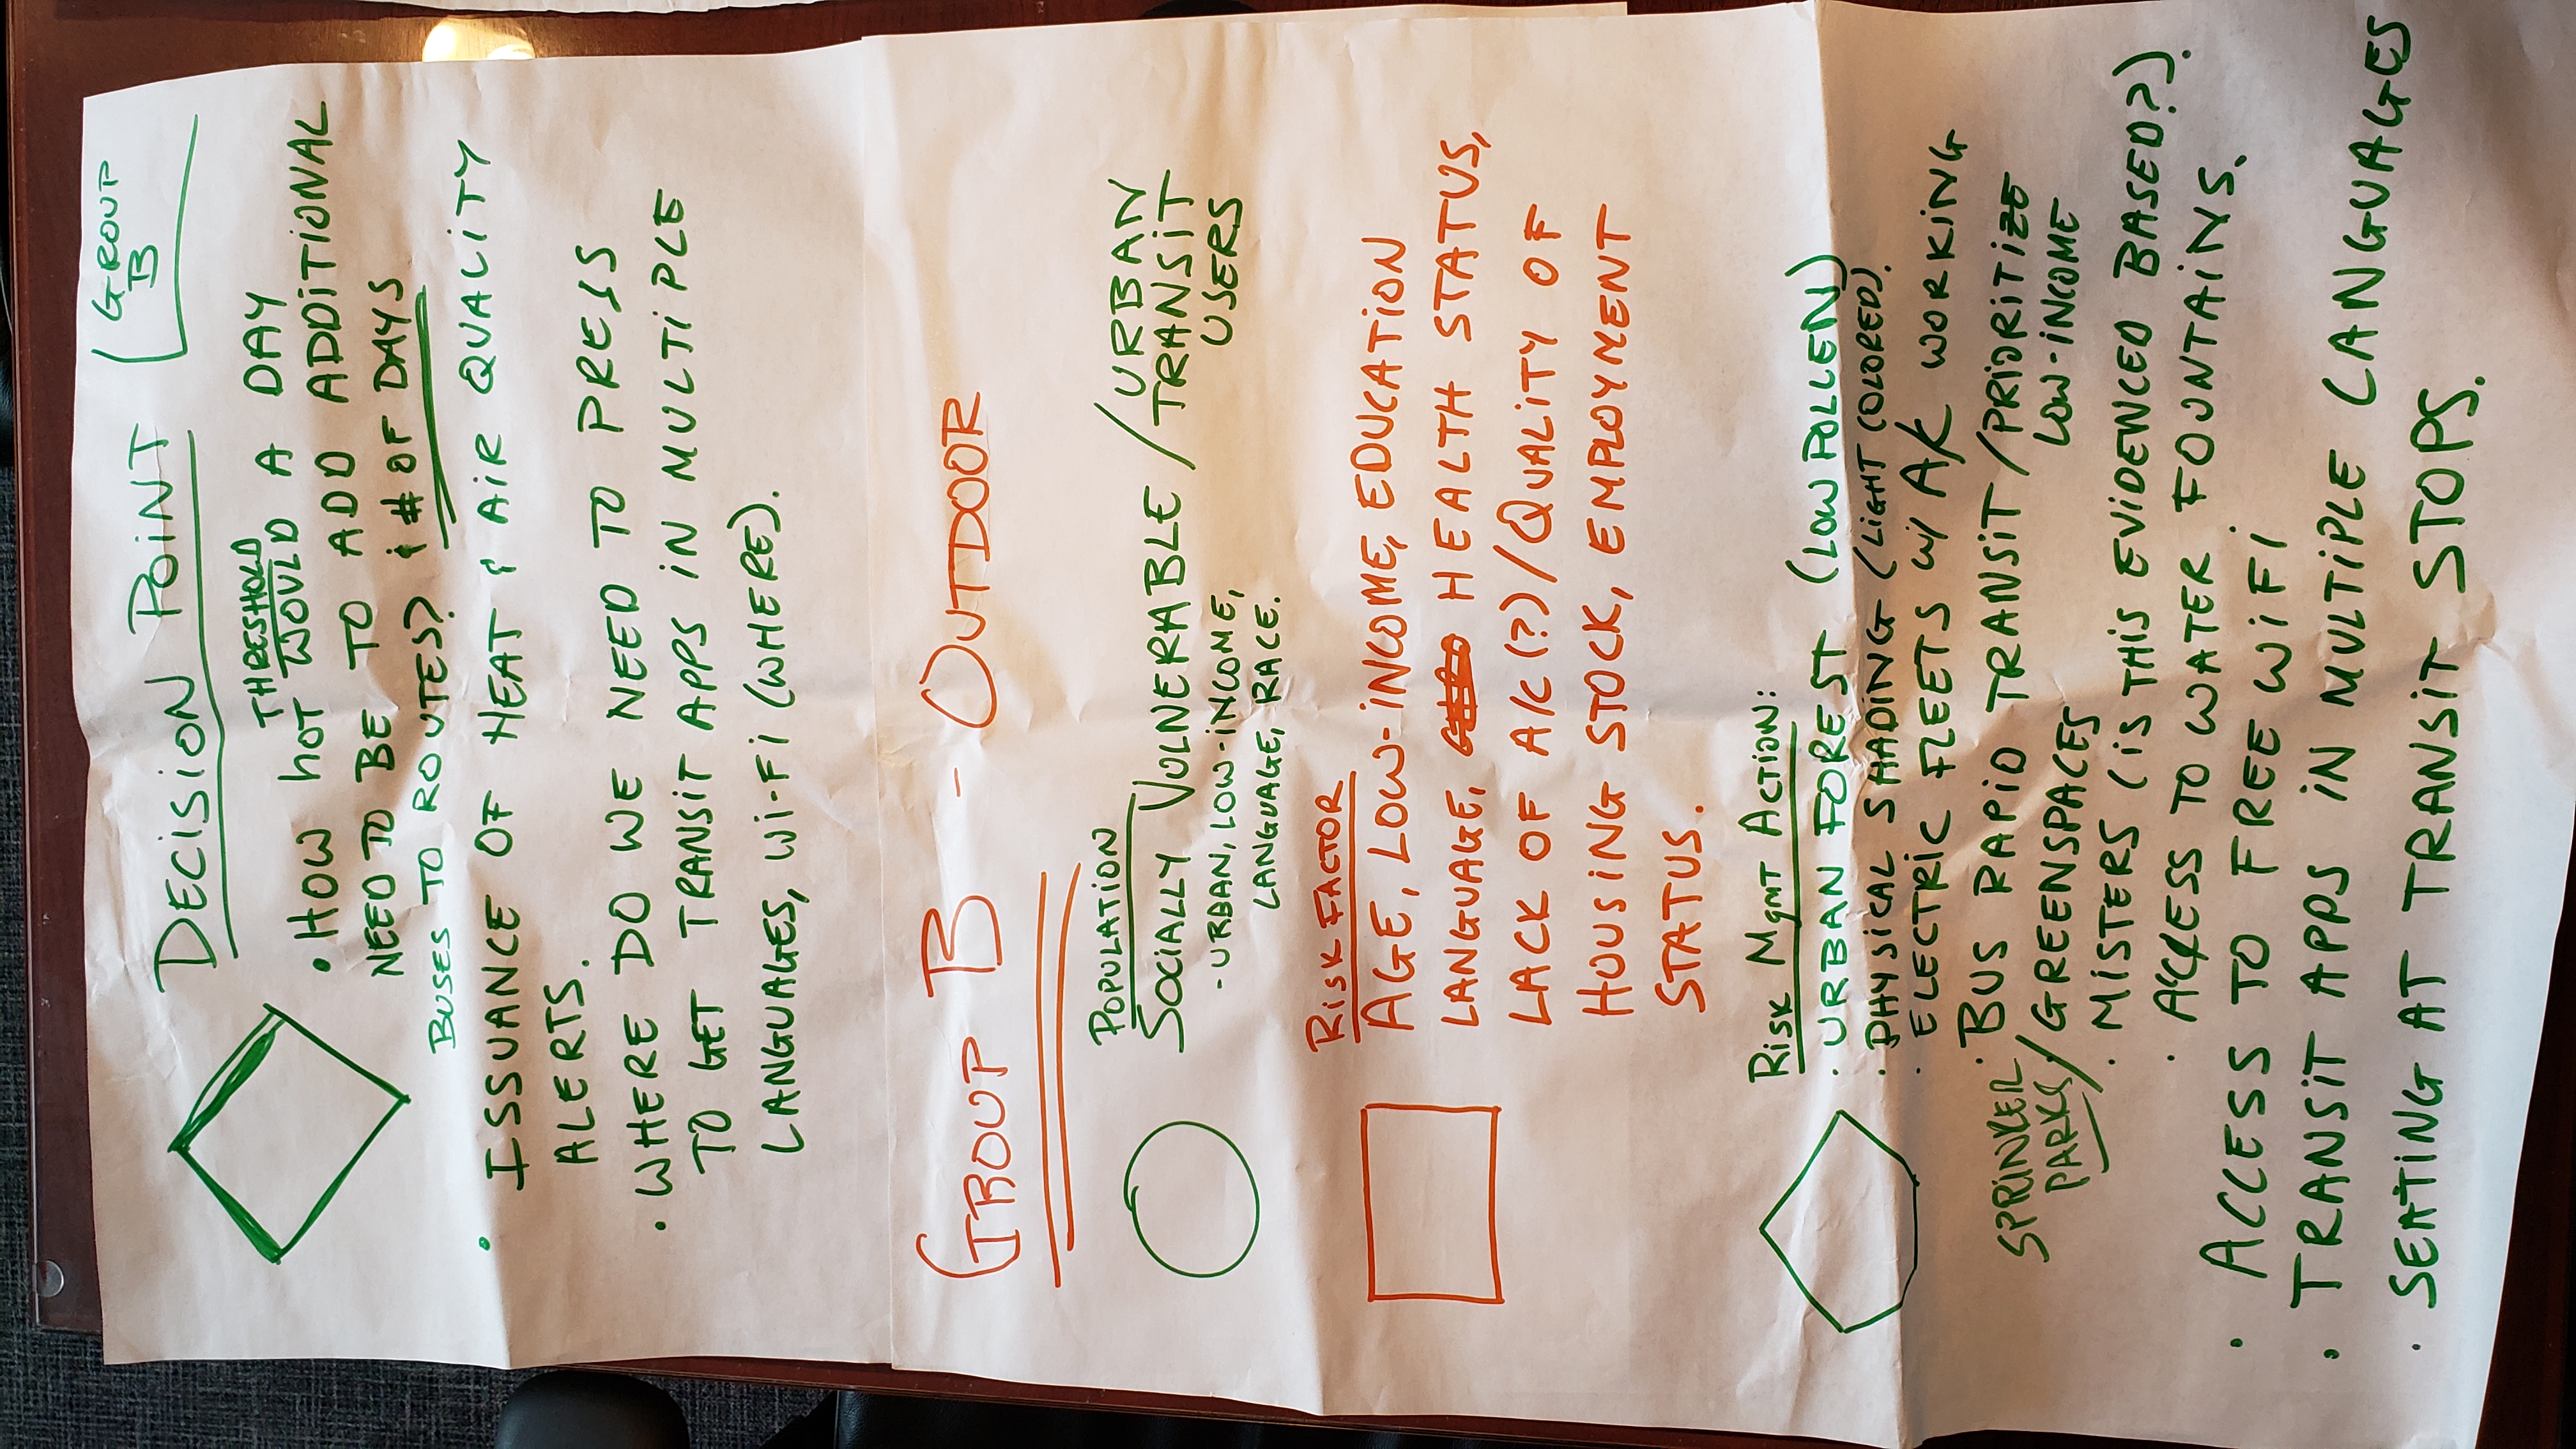 GROUP
B
DECISION POINT
THRESHOLD
• HOW HOT WOULD A DAY
NEED TO BE TO ADD ADDITIONAL
BUSES TO ROUTES? & # OF DAYS
• ISSUANCE OF HEAT & AIR QUALITY
ALERTS.
• WHERE DO WE NEED TO PRESS
TO GET TRANSIT APPS IN MULTIPLE
LANGUAGES, WI-FI (WHERE).
GROUP B - OUTDOOR
POPULATION
SOCIALLY VULNERABLE / URBAN
TRANSIT
USERS
- URBAN, LOW-INCOME,
LANGUAGE, RACE.
RISK FACTOR
AGE, LOW-INCOME, EDUCATION
LANGUAGE, HEALTH STATUS,
LACK OF A/C (?) / QUALITY OF
HOUSING STOCK, EMPLOYMENT
STATUS.
RISK MGMT ACTION:
• URBAN FOREST (LOW POLLEN)
• PHYSICAL SHADING (LIGHT COLORED).
• ELECTRIC FLEETS W/ A/C WORKING
• BUS RAPID TRANSIT / PRIORITIZE
LOW-INCOME
SPRINKER
PARKS / GREENSPACES
• MISTERS (IS THIS EVIDENCED BASED?).
• ACCESS TO WATER FOUNTAINS.
• ACCESS TO FREE WIFI
• TRANSIT APPS IN MULTIPLE LANGUAGES
• SEATING AT TRANSIT STOPS.